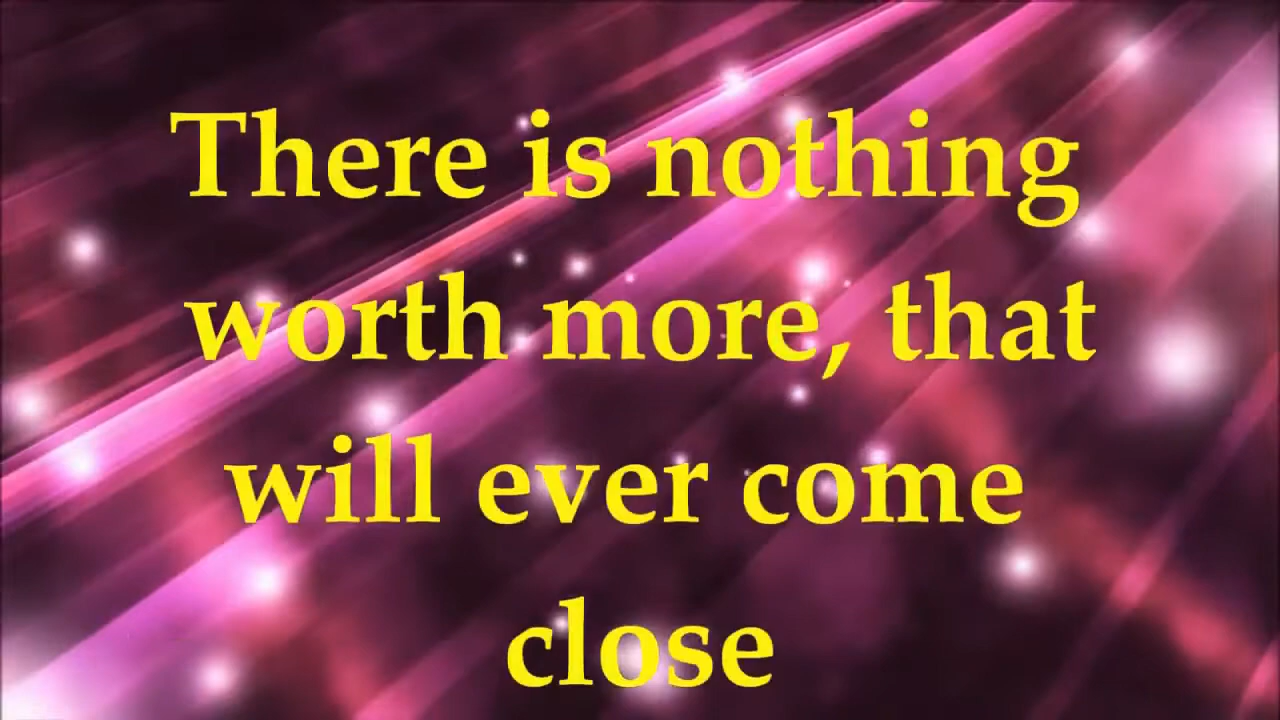 There is nothing
worth more, that
will ever come
close